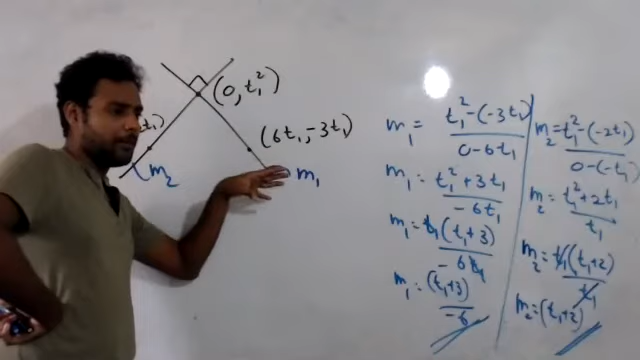 (0, t₁²)
t₁)
(6t₁, -3t₁)
m₂
m₁
m₁ = t₁² - (-3t₁) / 0 - 6t₁
m₁ = t₁² + 3t₁ / -6t₁
m₁ = t₁(t₁+3) / -6t₁
m₁ = (t₁+3) / -6
m₂ = t₁² - (-2t₁) / 0 - (-t₁)
m₂ = t₁² + 2t₁ / t₁
m₂ = t₁(t₁+2) / t₁
m₂ = (t₁+2)